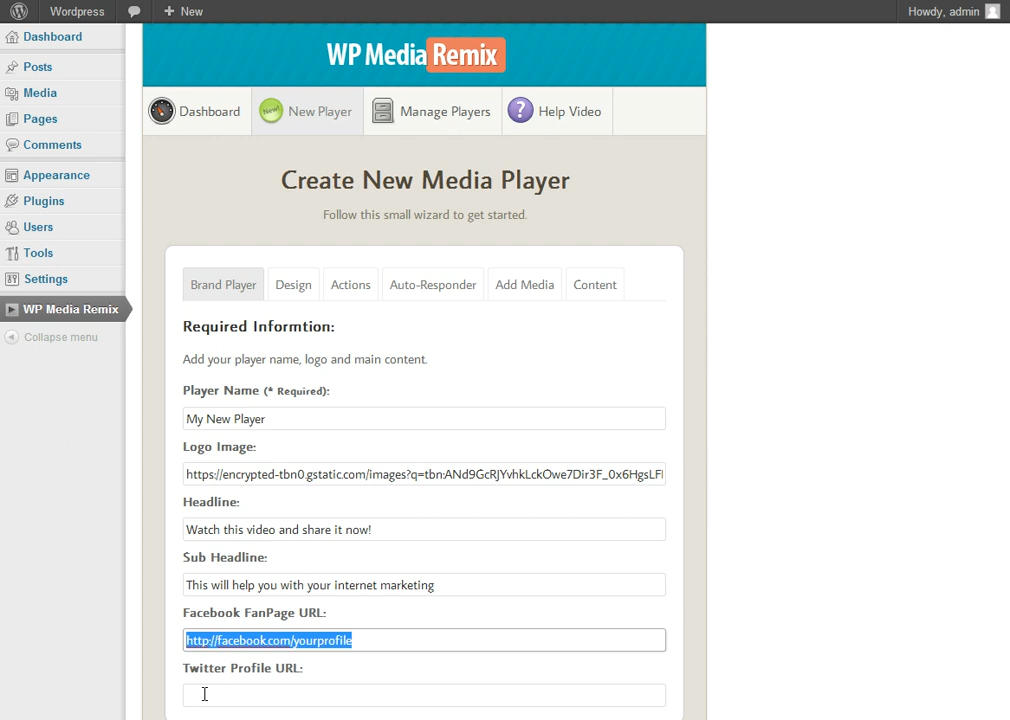 Wordpress
New
Howdy, admin
Dashboard
Posts
Media
Pages
Comments
Appearance
Plugins
Users
Tools
Settings
WP Media Remix
Collapse menu
WP Media Remix
Dashboard
New!
New Player
Manage Players
Help Video
Create New Media Player
Follow this small wizard to get started.
Brand Player
Design
Actions
Auto-Responder
Add Media
Content
Required Informtion:
Add your player name, logo and main content.
Player Name (* Required):
My New Player
Logo Image:
https://encrypted-tbn0.gstatic.com/images?q=tbn:ANd9GcRJYvhkLckOwe7Dir3F_0x6HgsLFI
Headline:
Watch this video and share it now!
Sub Headline:
This will help you with your internet marketing
Facebook FanPage URL:
http://facebook.com/yourprofile
Twitter Profile URL: